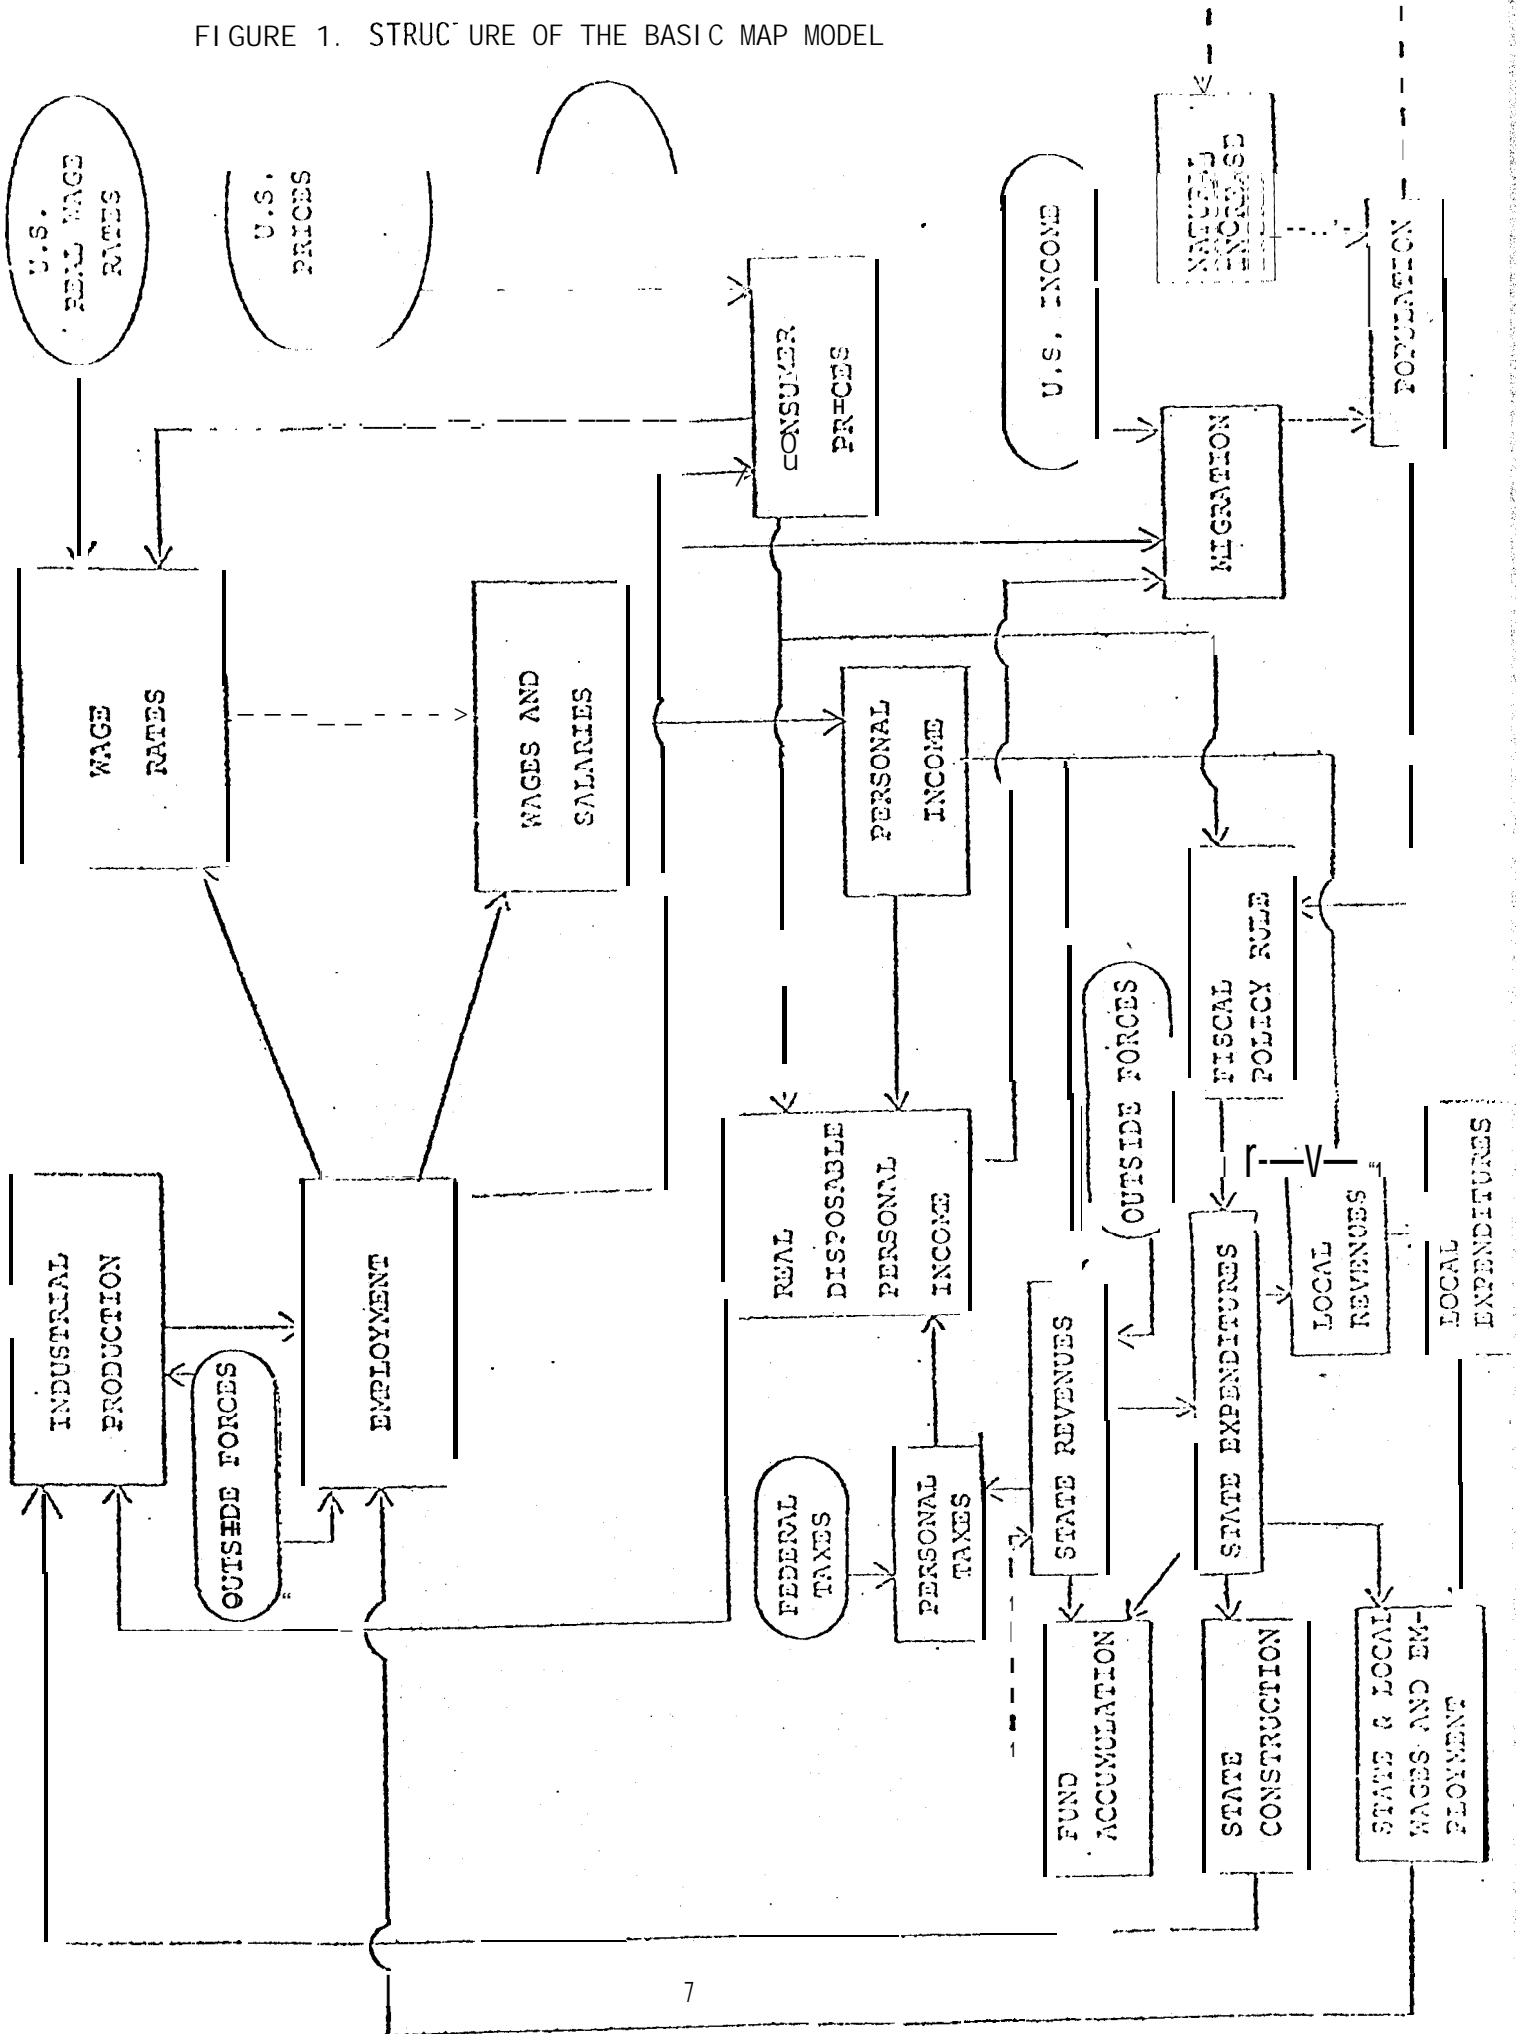 FIGURE 1. STRUCTURE OF THE BASIC MAP MODEL
U.S.
REAL WAGE
RATES
U.S.
PRICES
CONSUMER
PRICES
U.S. INCOME
NATURAL
INCREASE
POPULATION
MIGRATION
WAGE
RATES
WAGES AND
SALARIES
PERSONAL
INCOME
FISCAL
POLICY RULE
OUTSIDE FORCES
INDUSTRIAL
PRODUCTION
OUTSIDE FORCES
EMPLOYMENT
REAL
DISPOSABLE
PERSONAL
INCOME
FEDERAL
TAXES
PERSONAL
TAXES
STATE REVENUES
STATE EXPENDITURES
LOCAL
REVENUES
LOCAL
EXPENDITURES
FUND
ACCUMULATION
STATE
CONSTRUCTION
STATE & LOCAL
WAGES AND EM-
PLOYMENT
7